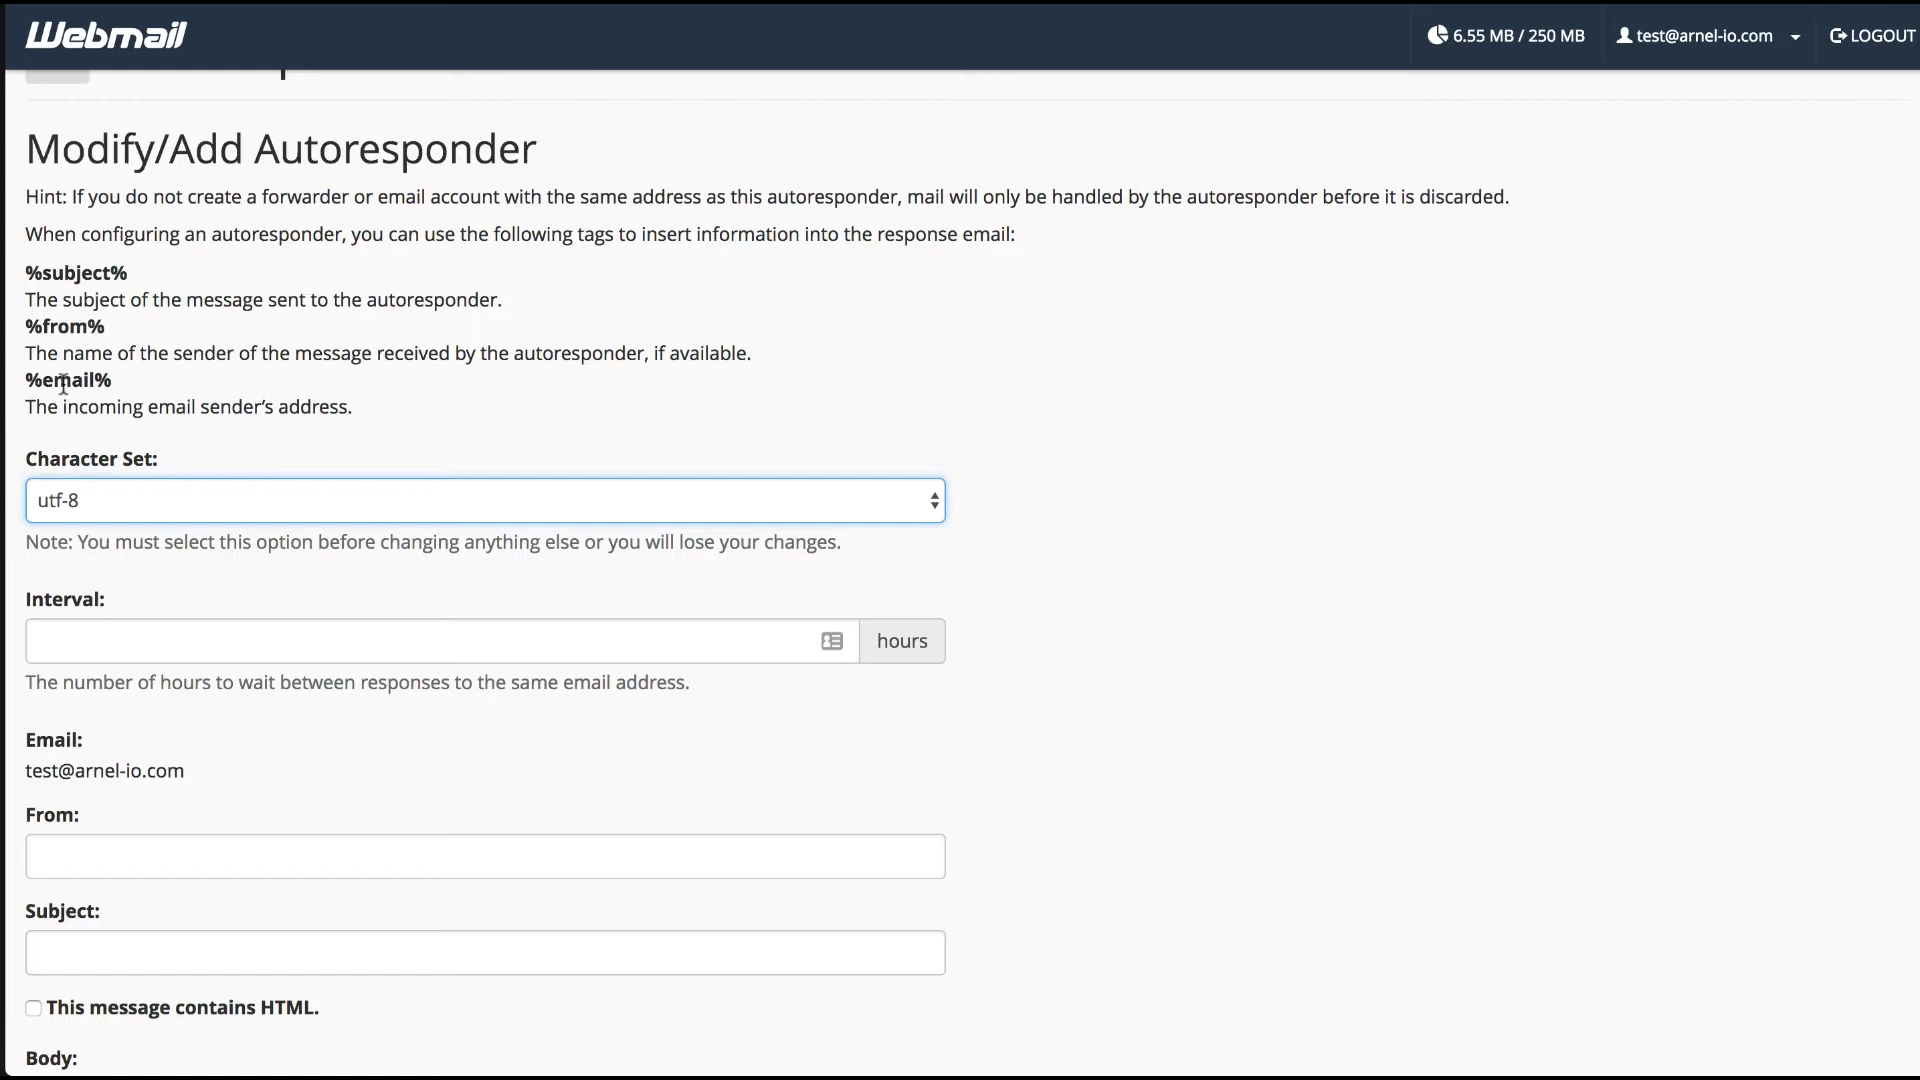 Webmail
6.55 MB / 250 MB
test@arnel-io.com
LOGOUT
Modify/Add Autoresponder
Hint: If you do not create a forwarder or email account with the same address as this autoresponder, mail will only be handled by the autoresponder before it is discarded.
When configuring an autoresponder, you can use the following tags to insert information into the response email:
%subject%
The subject of the message sent to the autoresponder.
%from%
The name of the sender of the message received by the autoresponder, if available.
%email%
The incoming email sender’s address.
Character Set:
utf-8
Note: You must select this option before changing anything else or you will lose your changes.
Interval:
hours
The number of hours to wait between responses to the same email address.
Email:
test@arnel-io.com
From:
Subject:
This message contains HTML.
Body: